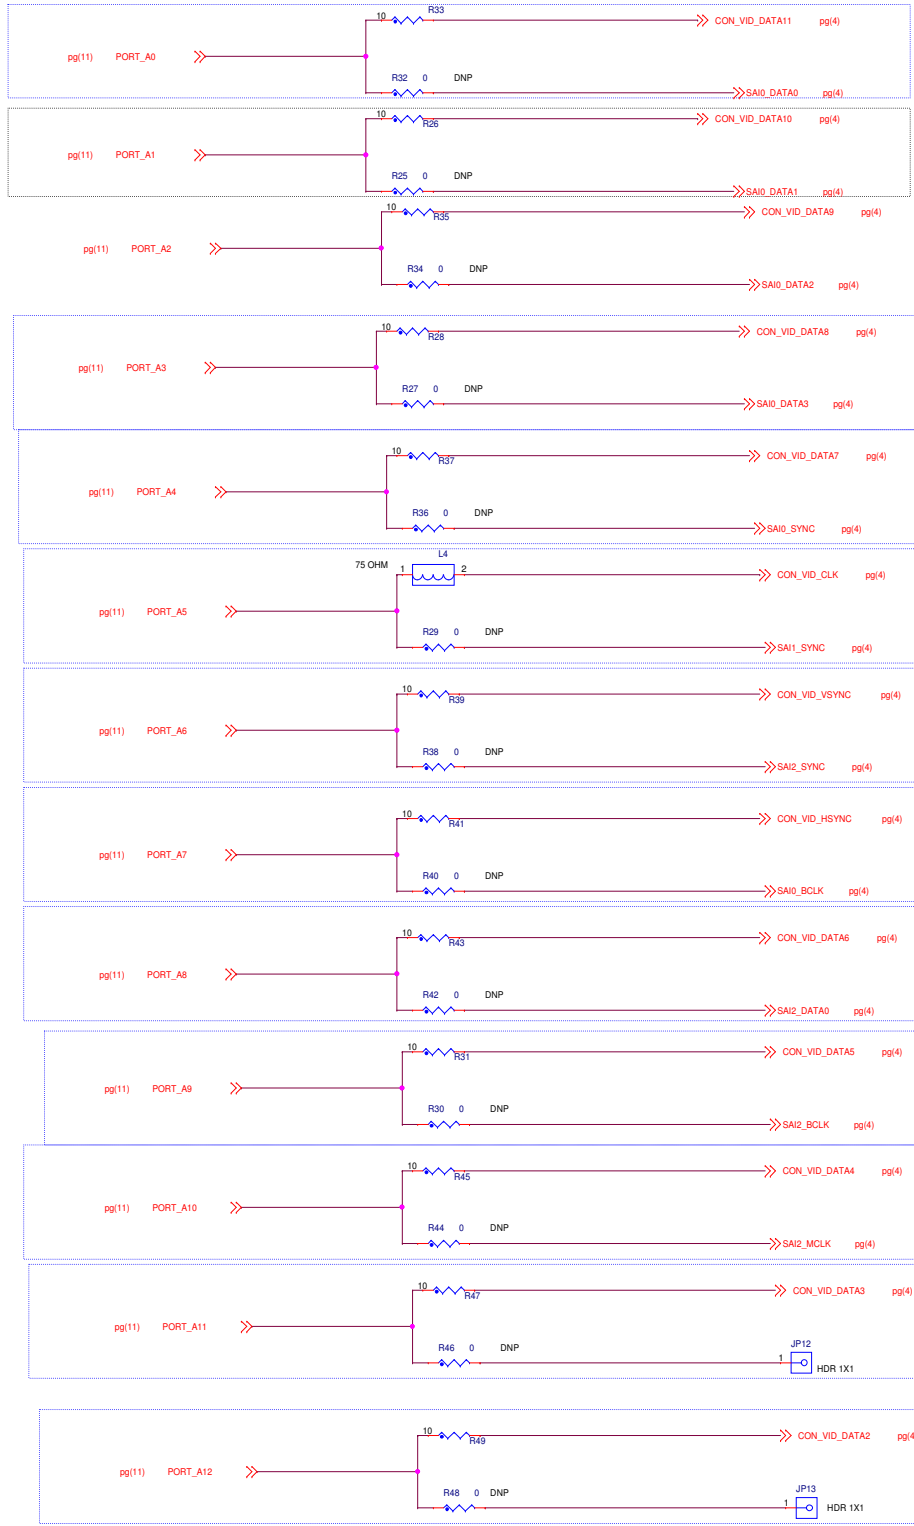 10 R33 CON_VID_DATA11 pg(4)
pg(11) PORT_A0
R32 0 DNP
SAI0_DATA0 pg(4)
10 R26 CON_VID_DATA10 pg(4)
pg(11) PORT_A1
R25 0 DNP
SAI0_DATA1 pg(4)
10 R35 CON_VID_DATA9 pg(4)
pg(11) PORT_A2
R34 0 DNP
SAI0_DATA2 pg(4)
10 R28 CON_VID_DATA8 pg(4)
pg(11) PORT_A3
R27 0 DNP
SAI0_DATA3 pg(4)
10 R37 CON_VID_DATA7 pg(4)
pg(11) PORT_A4
R36 0 DNP
SAI0_SYNC pg(4)
L4
75 OHM 1 2 CON_VID_CLK pg(4)
pg(11) PORT_A5
R29 0 DNP
SAI1_SYNC pg(4)
10 R39 CON_VID_VSYNC pg(4)
pg(11) PORT_A6
R38 0 DNP
SAI2_SYNC pg(4)
10 R41 CON_VID_HSYNC pg(4)
pg(11) PORT_A7
R40 0 DNP
SAI0_BCLK pg(4)
10 R43 CON_VID_DATA6 pg(4)
pg(11) PORT_A8
R42 0 DNP
SAI2_DATA0 pg(4)
10 R31 CON_VID_DATA5 pg(4)
pg(11) PORT_A9
R30 0 DNP
SAI2_BCLK pg(4)
10 R45 CON_VID_DATA4 pg(4)
pg(11) PORT_A10
R44 0 DNP
SAI2_MCLK pg(4)
10 R47 CON_VID_DATA3 pg(4)
pg(11) PORT_A11
R46 0 DNP JP12
1 HDR 1X1
10 R49 CON_VID_DATA2 pg(4
pg(11) PORT_A12
R48 0 DNP JP13
1 HDR 1X1